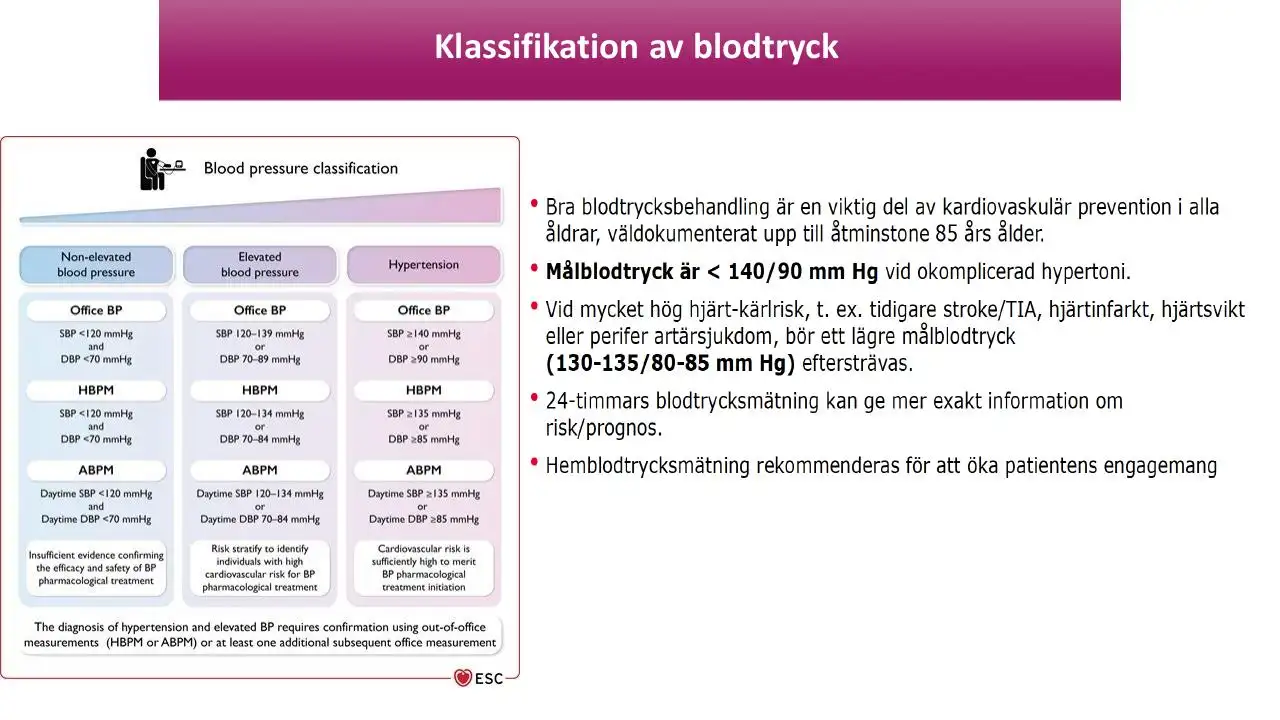 Klassifikation av blodtryck
Blood pressure classification
Non-elevated
blood pressure
Office BP
SBP <120 mmHg
and
DBP <70 mmHg
HBPM
SBP <120 mmHg
and
DBP <70 mmHg
ABPM
Daytime SBP <120 mmHg
and
Daytime DBP <70 mmHg
Insufficient evidence confirming
the efficacy and safety of BP
pharmacological treatment
Elevated
blood pressure
Office BP
SBP 120–139 mmHg
or
DBP 70–89 mmHg
HBPM
SBP 120–134 mmHg
or
DBP 70–84 mmHg
ABPM
Daytime SBP 120–134 mmHg
or
Daytime DBP 70–84 mmHg
Risk stratify to identify
individuals with high
cardiovascular risk for BP
pharmacological treatment
Hypertension
Office BP
SBP ≥140 mmHg
or
DBP ≥90 mmHg
HBPM
SBP ≥135 mmHg
or
DBP ≥85 mmHg
ABPM
Daytime SBP ≥135 mmHg
or
Daytime DBP ≥85 mmHg
Cardiovascular risk is
sufficiently high to merit
BP pharmacological
treatment initiation
The diagnosis of hypertension and elevated BP requires confirmation using out-of-office
measurements (HBPM or ABPM) or at least one additional subsequent office measurement
ESC
• Bra blodtrycksbehandling är en viktig del av kardiovaskulär prevention i alla
åldrar, väldokumenterat upp till åtminstone 85 års ålder.
• Målblodtryck är < 140/90 mm Hg vid okomplicerad hypertoni.
• Vid mycket hög hjärt-kärlrisk, t. ex. tidigare stroke/TIA, hjärtinfarkt, hjärtsvikt
eller perifer artärsjukdom, bör ett lägre målblodtryck
(130-135/80-85 mm Hg) eftersträvas.
• 24-timmars blodtrycksmätning kan ge mer exakt information om
risk/prognos.
• Hemblodtrycksmätning rekommenderas för att öka patientens engagemang